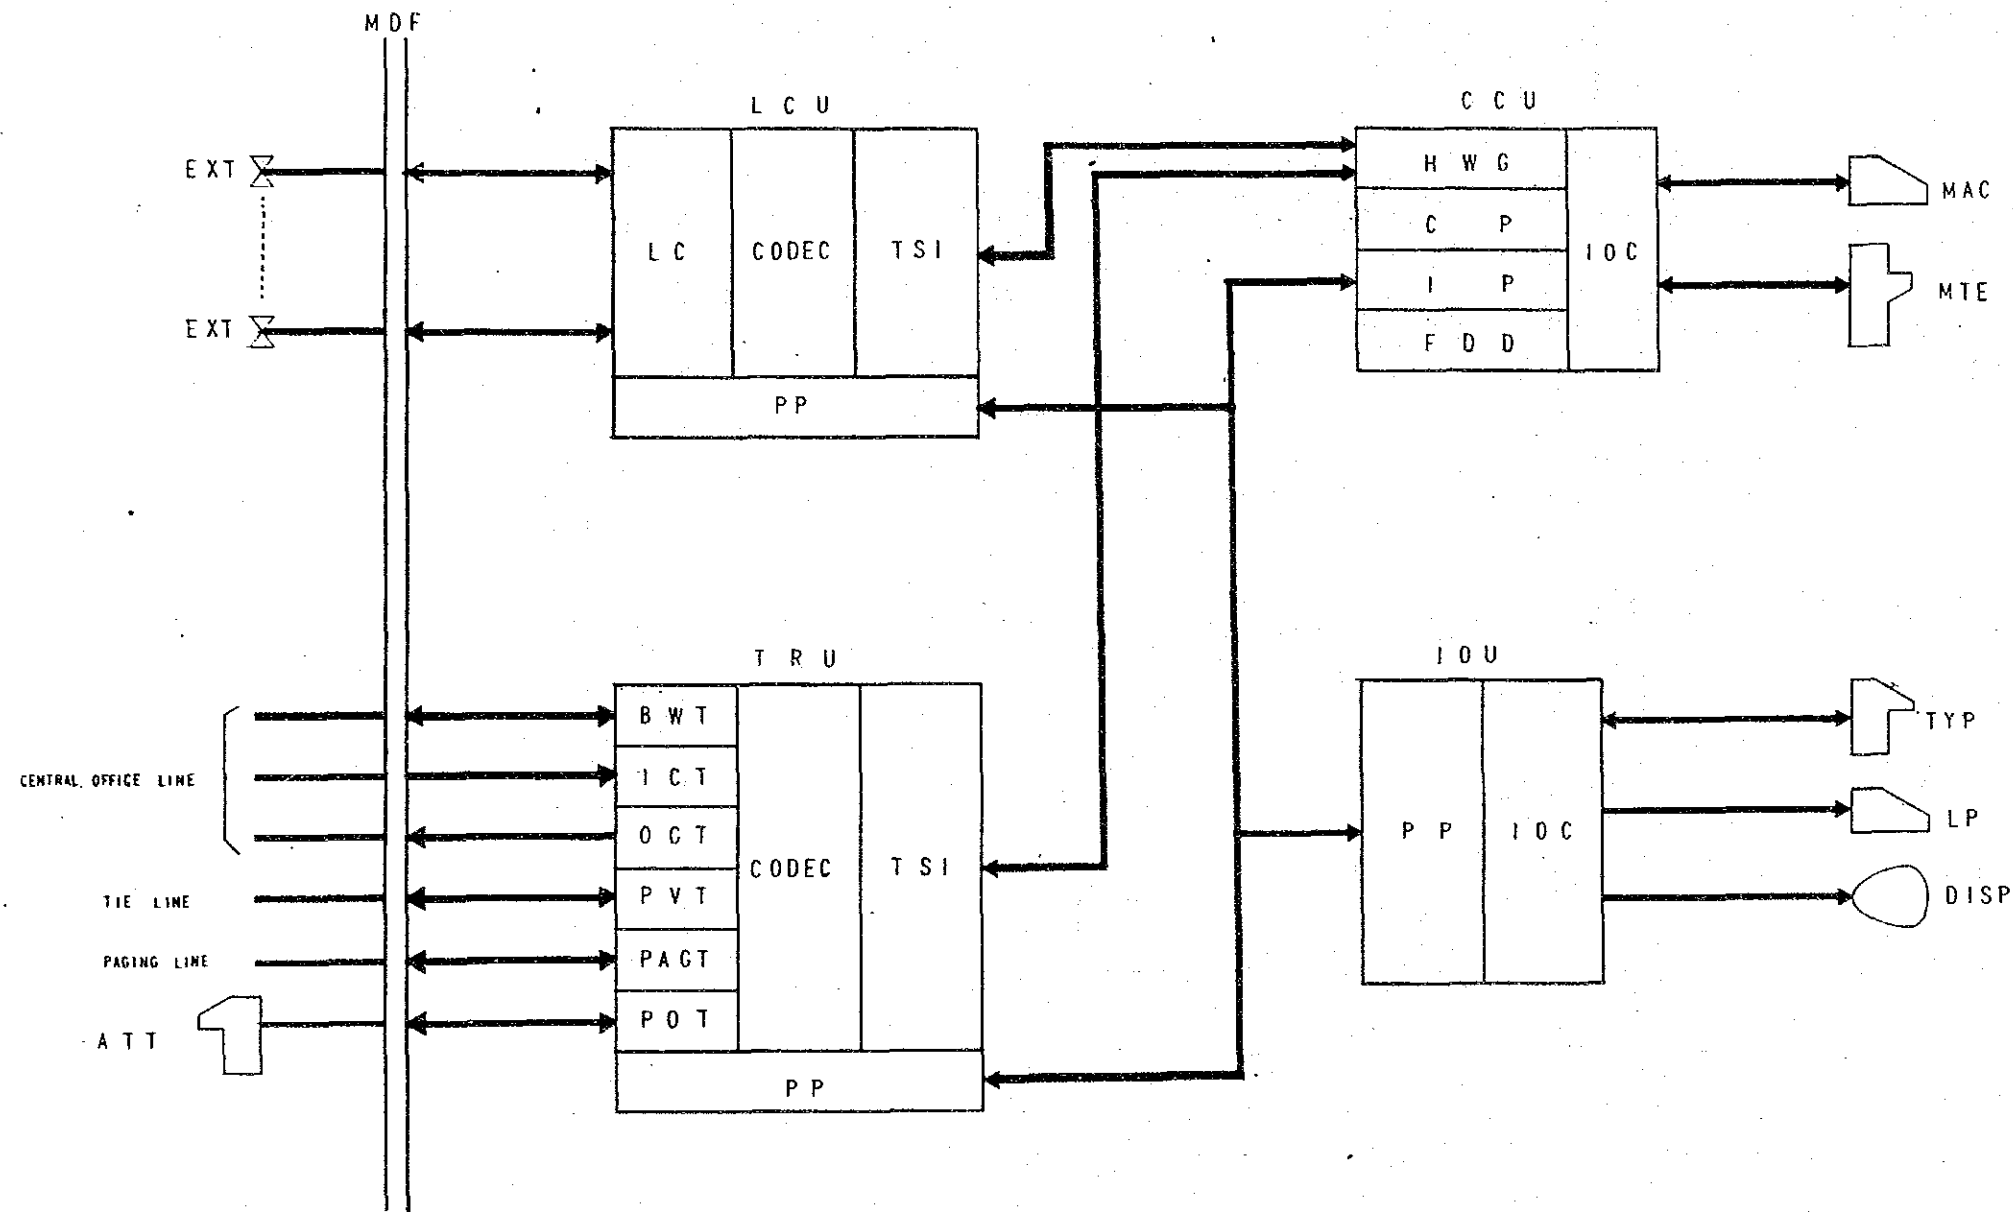 MDF
LCU
CCU
EXT
HWG
MAC
LC CODEC TSI
CP
IOC
IP
MTE
EXT
FDD
PP
TRU
IOU
BWT
TYP
CENTRAL OFFICE LINE
ICT
LP
OGT
PP IOC
CODEC TSI
TIE LINE
PVT
DISP
PAGING LINE
PAGT
ATT
POT
PP